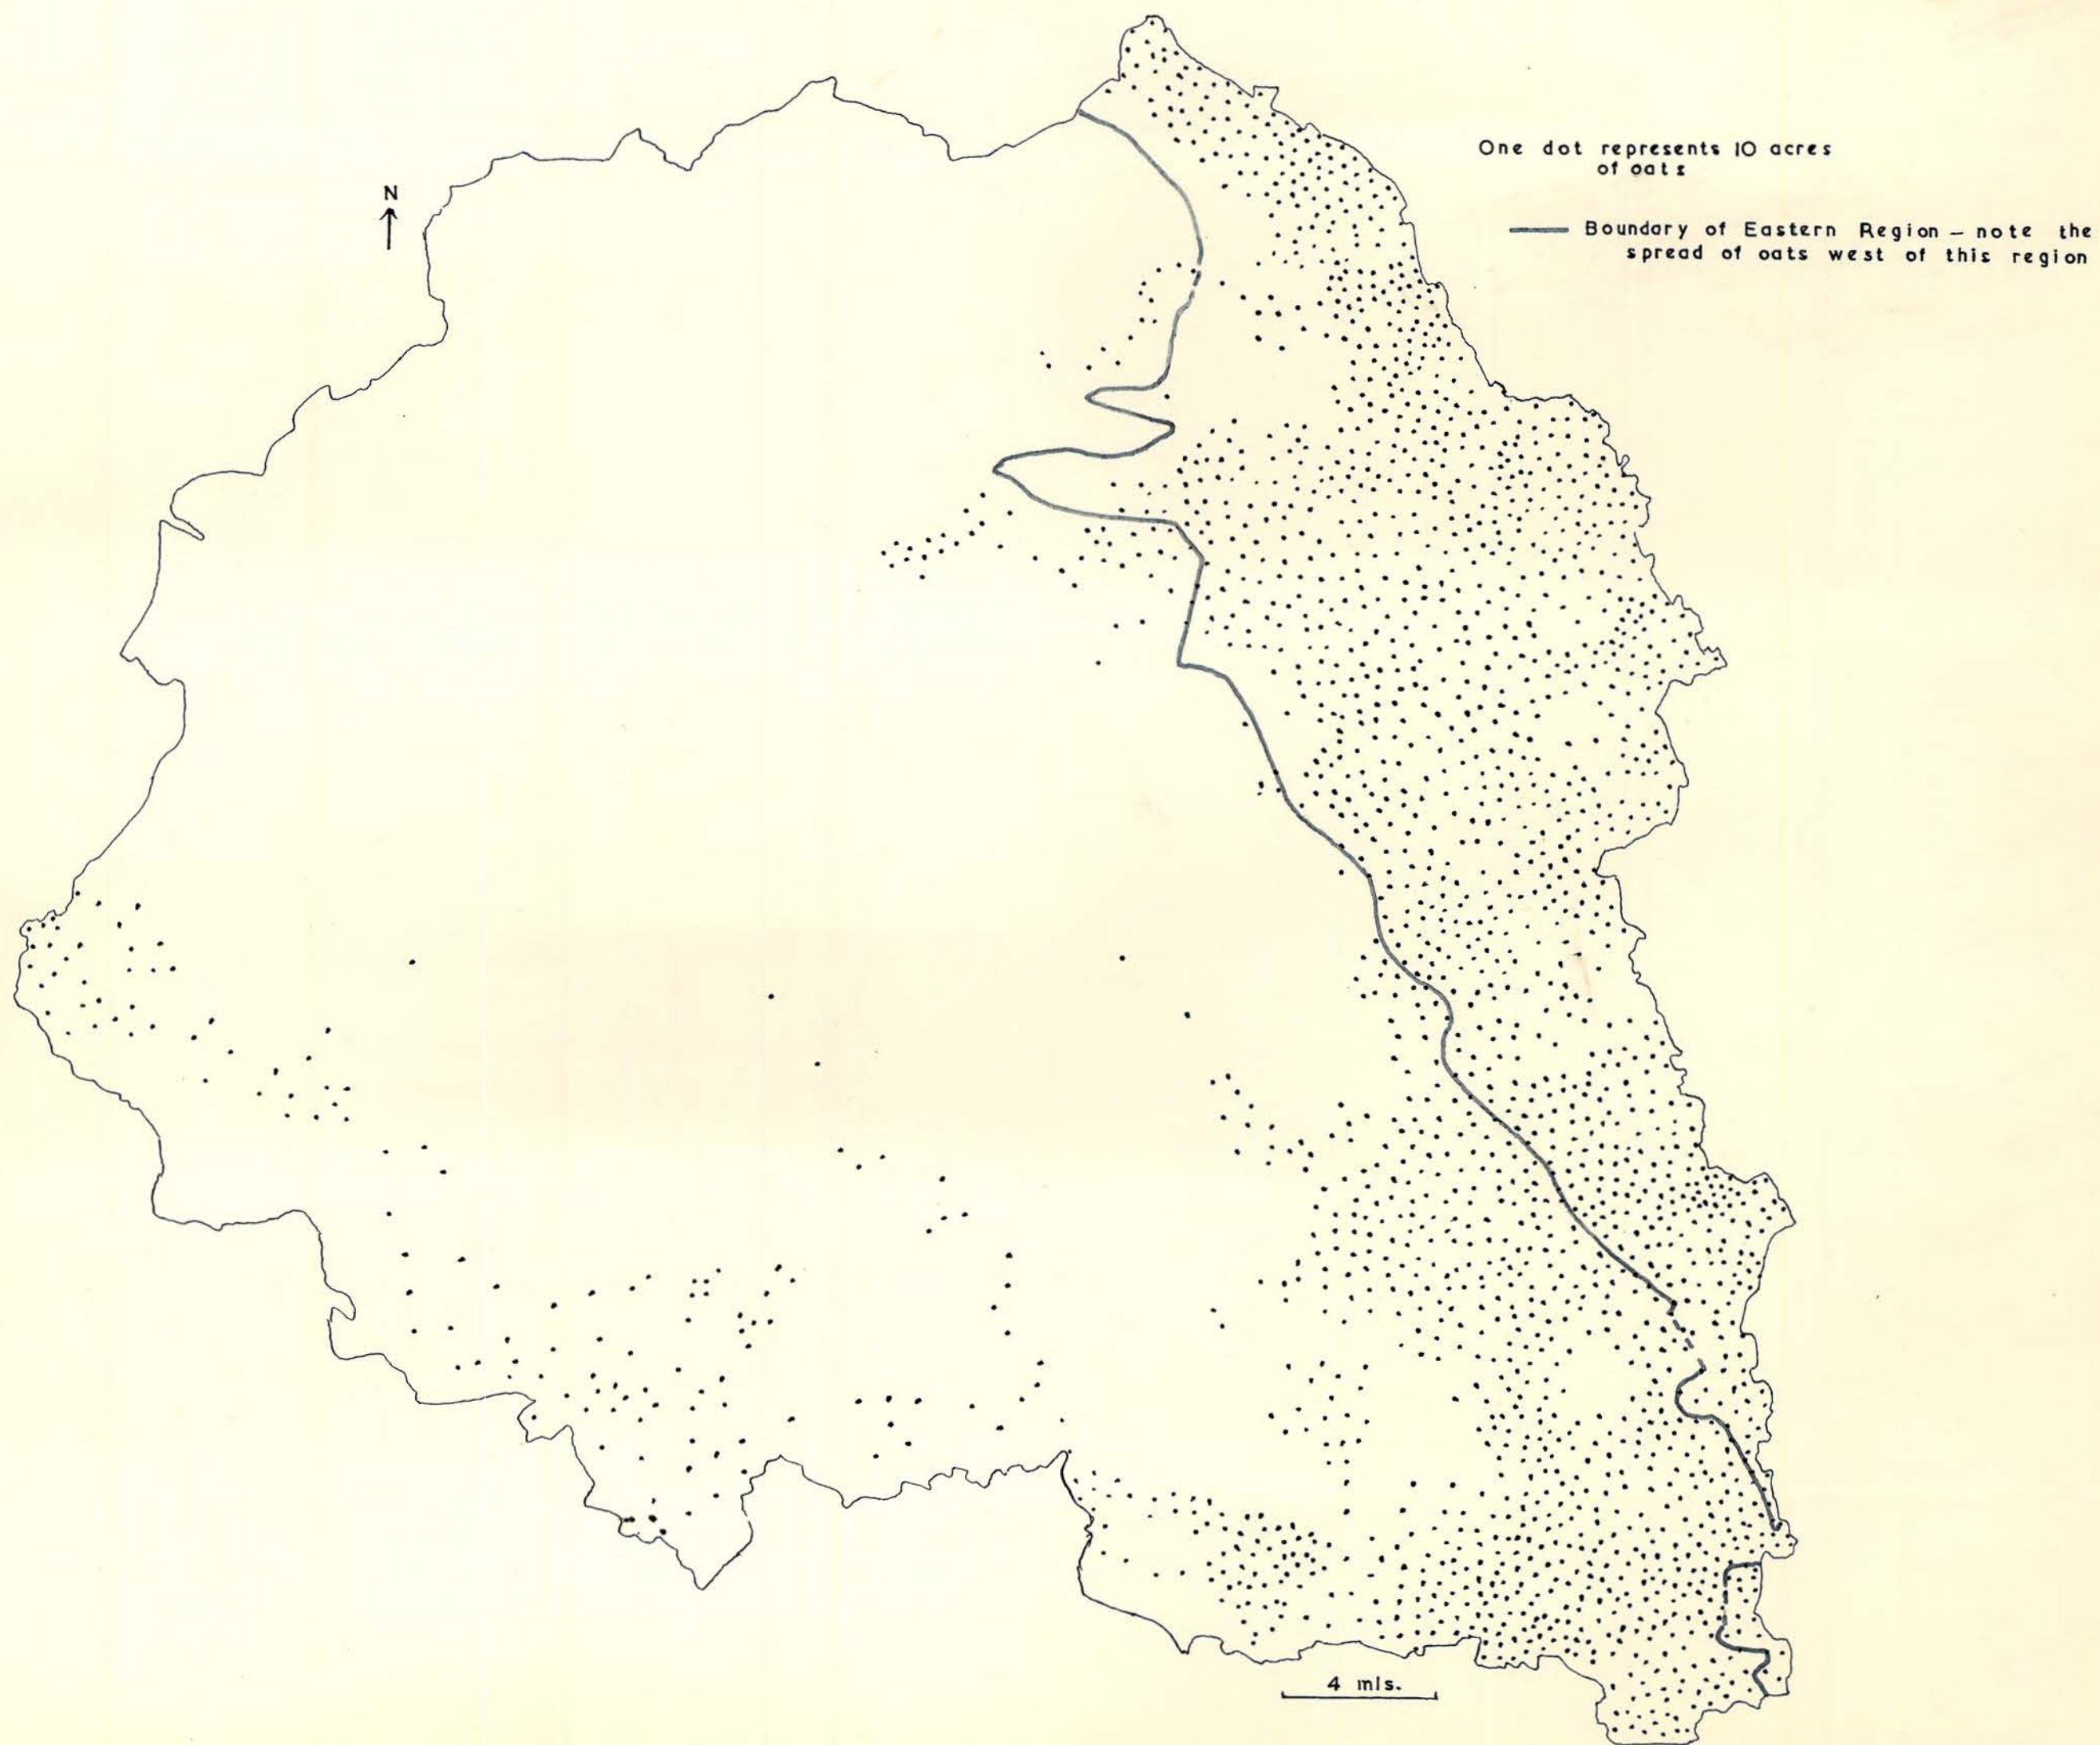 N
One dot represents 10 acres
of oats
Boundary of Eastern Region – note the
spread of oats west of this region
4 mls.